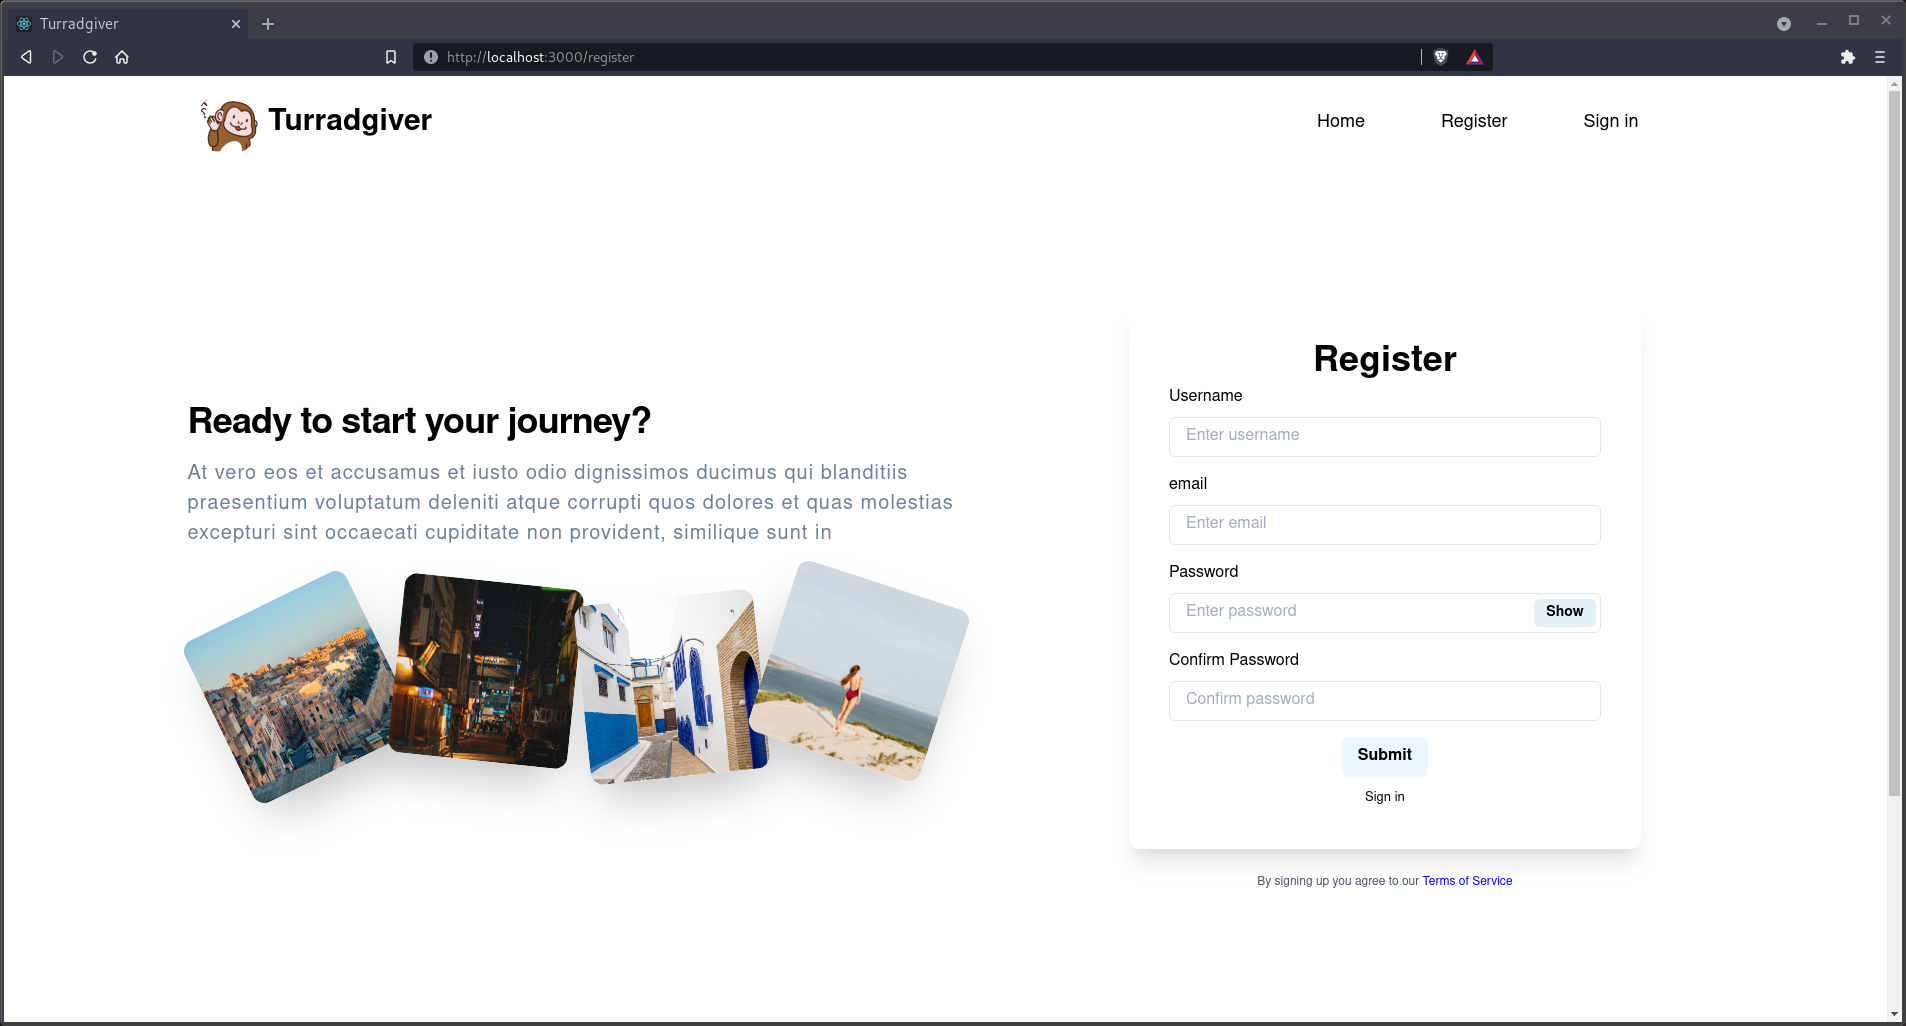 Turradgiver
http://localhost:3000/register
Turradgiver
Home
Register
Sign in
Ready to start your journey?
At vero eos et accusamus et iusto odio dignissimos ducimus qui blanditiis
praesentium voluptatum deleniti atque corrupti quos dolores et quas molestias
excepturi sint occaecati cupiditate non provident, similique sunt in
Register
Username
Enter username
email
Enter email
Password
Enter password
Show
Confirm Password
Confirm password
Submit
Sign in
By signing up you agree to our Terms of Service